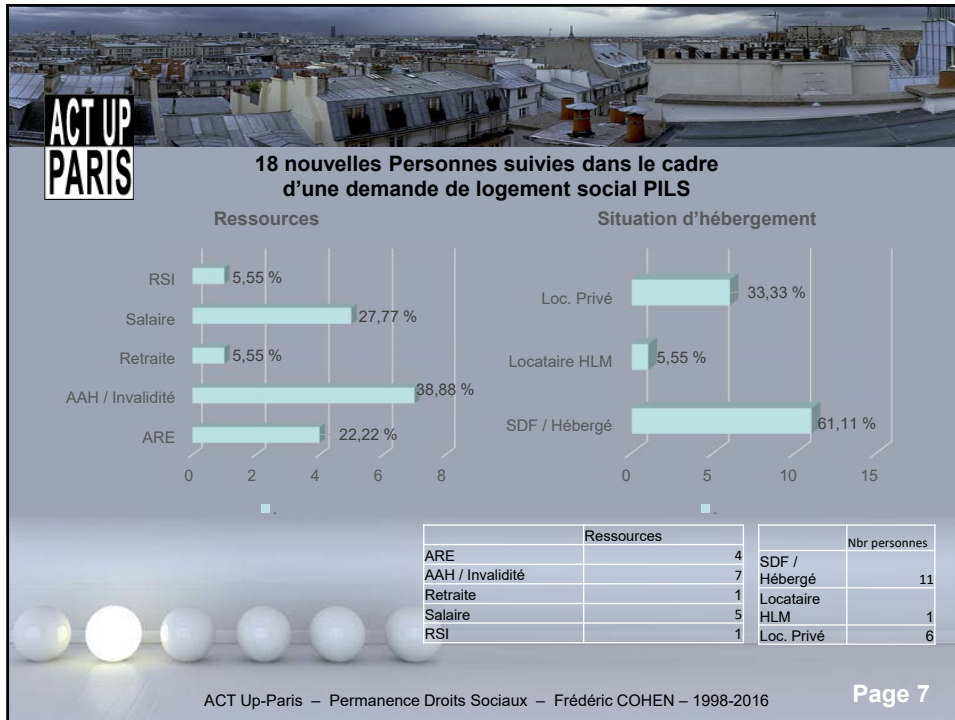 ACT UP
PARIS
18 nouvelles Personnes suivies dans le cadre
d'une demande de logement social PILS
Ressources
RSI
5,55 %
Salaire
27,77 %
Retraite
5,55 %
AAH / Invalidité
38,88 %
ARE
22,22 %
0 2 4 6 8
.
Situation d'hébergement
Loc. Privé
33,33 %
Locataire HLM
5,55 %
SDF / Hébergé
61,11 %
0 5 10 15
.
Ressources
ARE 4
AAH / Invalidité 7
Retraite 1
Salaire 5
RSI 1
Nbr personnes
SDF /
Hébergé 11
Locataire
HLM 1
Loc. Privé 6
ACT Up-Paris – Permanence Droits Sociaux – Frédéric COHEN – 1998-2016
Page 7